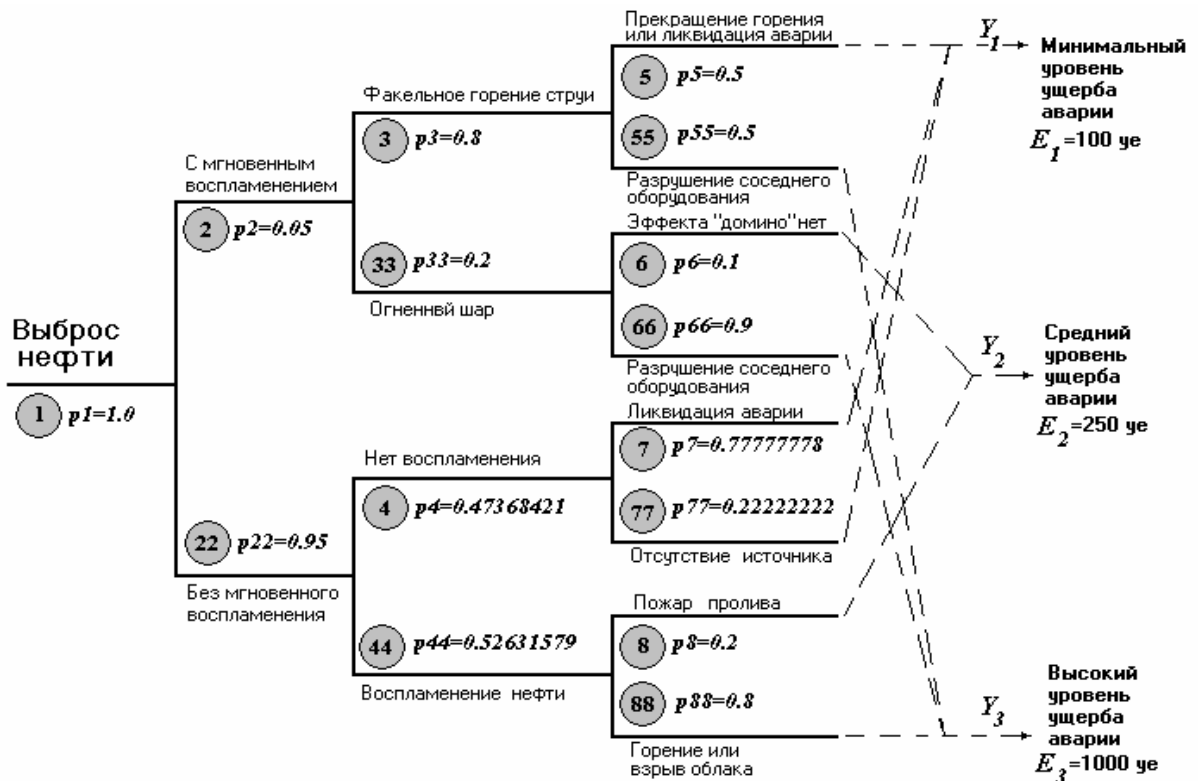 Прекращение горения
или ликвидация аварии
5 p5=0.5
55 p55=0.5
Разрушение соседнего
оборудования
Факельное горение струи
3 p3=0.8
33 p33=0.2
Огненнвй шар
С мгновенным
воспламенением
2 p2=0.05
Эффекта "домино"нет
6 p6=0.1
66 p66=0.9
Разрушение соседнего
оборудования
Выброс
нефти
1 p1=1.0
Ликвидация аварии
7 p7=0.77777778
77 p77=0.22222222
Отсутствие источника
Нет воспламенения
4 p4=0.47368421
44 p44=0.52631579
Воспламенение нефти
22 p22=0.95
Без мгновенного
воспламенения
Пожар пролива
8 p8=0.2
88 p88=0.8
Горение или
взрыв облака
Y1
Минимальный
уровень
ущерба
аварии
E1=100 уе
Y2
Средний
уровень
ущерба
аварии
E2=250 уе
Y3
Высокий
уровень
ущерба
аварии
E3=1000 уе